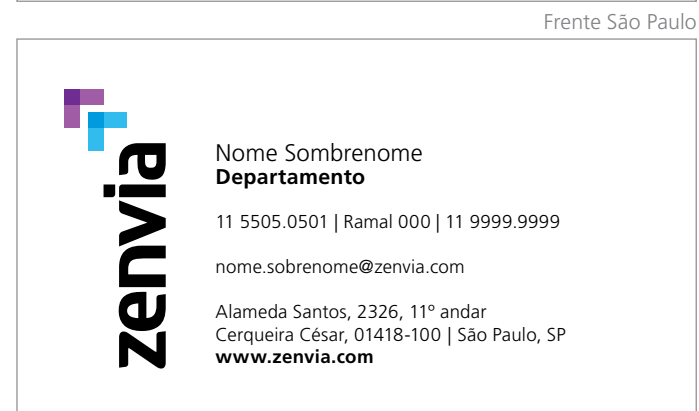 Frente São Paulo
zenvia
Nome Sombrenome
Departamento
11 5505.0501 | Ramal 000 | 11 9999.9999
nome.sobrenome@zenvia.com
Alameda Santos, 2326, 11º andar
Cerqueira César, 01418-100 | São Paulo, SP
www.zenvia.com